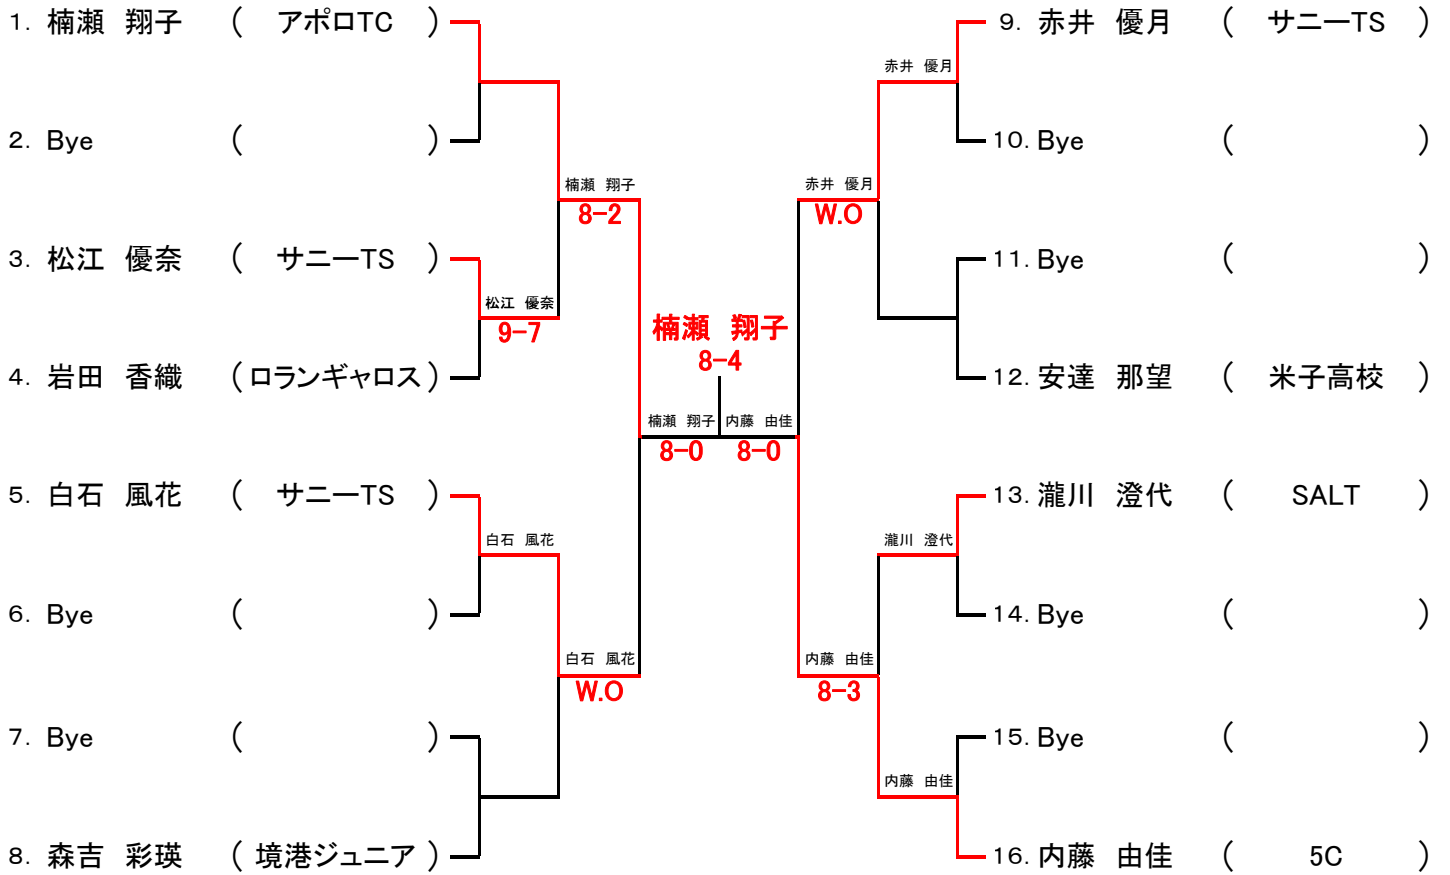 1. 楠瀬 翔子 ( アポロTC )
2. Bye ( )
楠瀬 翔子
8-2
3. 松江 優奈 ( サニーTS )
松江 優奈
9-7
4. 岩田 香織 ( ロランギャロス )
楠瀬 翔子
8-4
楠瀬 翔子
8-0
内藤 由佳
8-0
5. 白石 風花 ( サニーTS )
白石 風花
6. Bye ( )
白石 風花
W.O
7. Bye ( )
8. 森吉 彩瑛 ( 境港ジュニア )
9. 赤井 優月 ( サニーTS )
赤井 優月
10. Bye ( )
赤井 優月
W.O
11. Bye ( )
12. 安達 那望 ( 米子高校 )
13. 瀧川 澄代 ( SALT )
瀧川 澄代
14. Bye ( )
内藤 由佳
8-3
15. Bye ( )
内藤 由佳
16. 内藤 由佳 ( 5C )